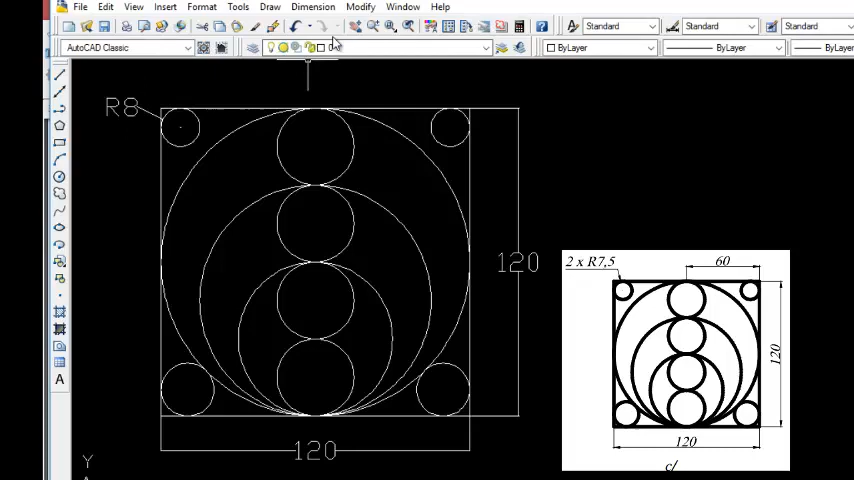 File Edit View Insert Format Tools Draw Dimension Modify Window Help
Standard Standard Standard
AutoCAD Classic ByLayer ByLayer ByLayer
R8
120
120
Y
A
2 x R7,5
60
120
120
c/